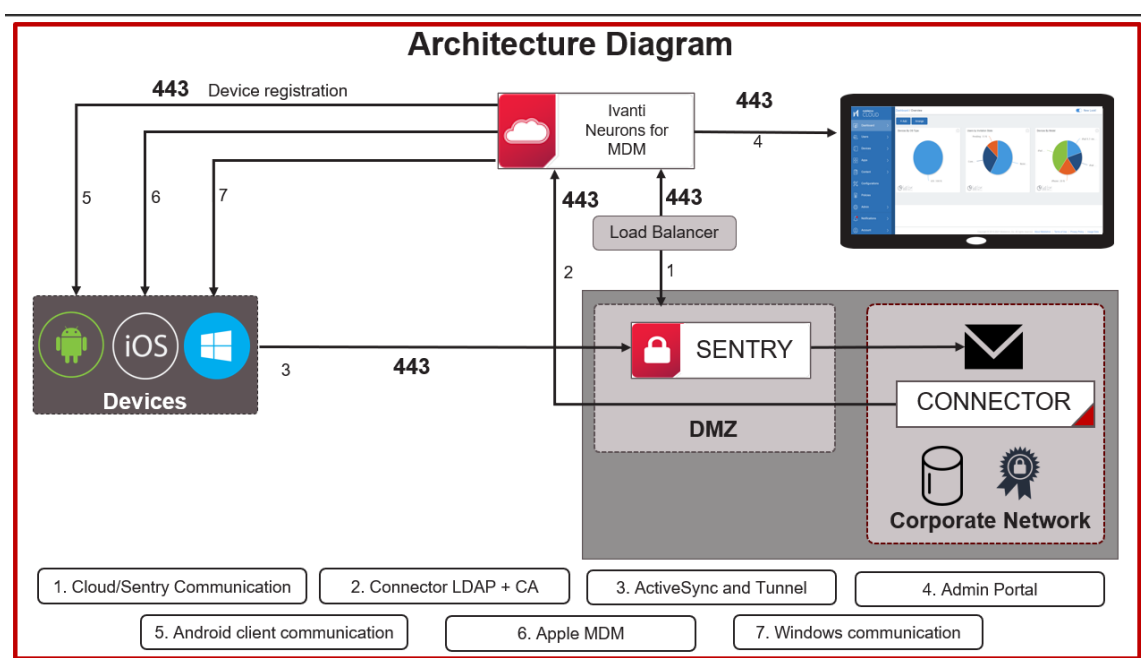 Architecture Diagram
443 Device registration
Ivanti
Neurons for
MDM
443
4
5
6
7
443
443
Load Balancer
2
1
iOS
Devices
3
443
SENTRY
DMZ
CONNECTOR
Corporate Network
1. Cloud/Sentry Communication
2. Connector LDAP + CA
3. ActiveSync and Tunnel
4. Admin Portal
5. Android client communication
6. Apple MDM
7. Windows communication
CLOUD